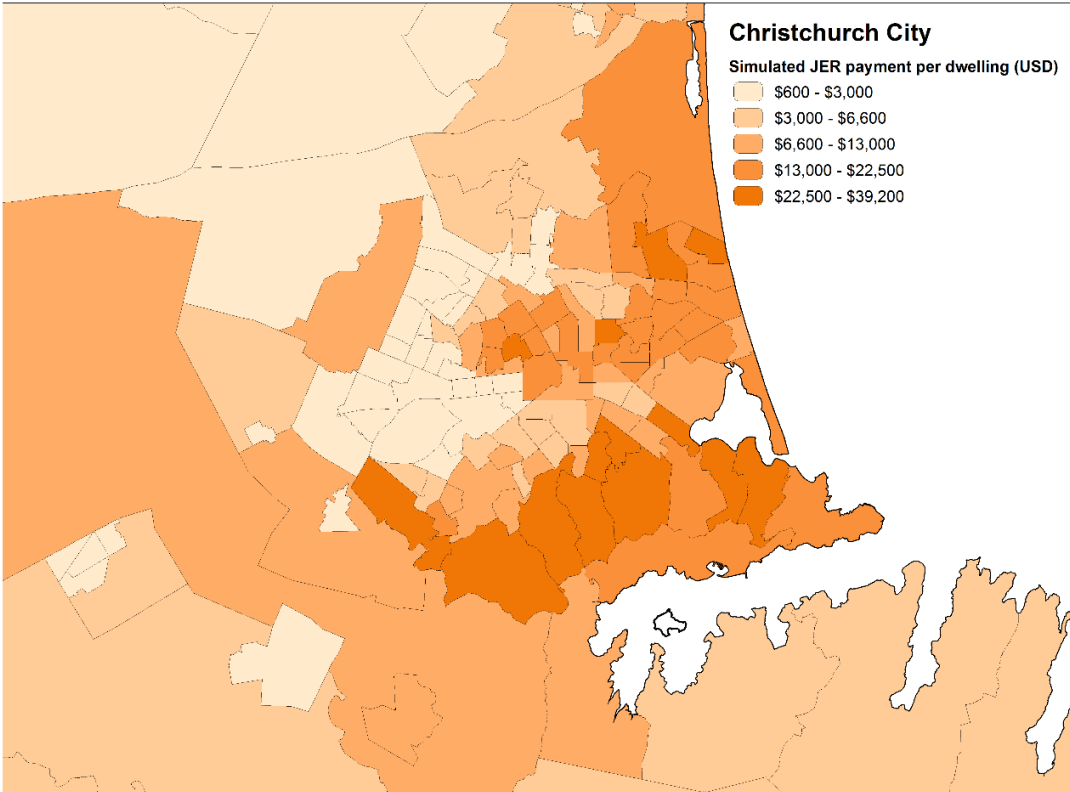 Christchurch City
Simulated JER payment per dwelling (USD)
$600 - $3,000
$3,000 - $6,600
$6,600 - $13,000
$13,000 - $22,500
$22,500 - $39,200